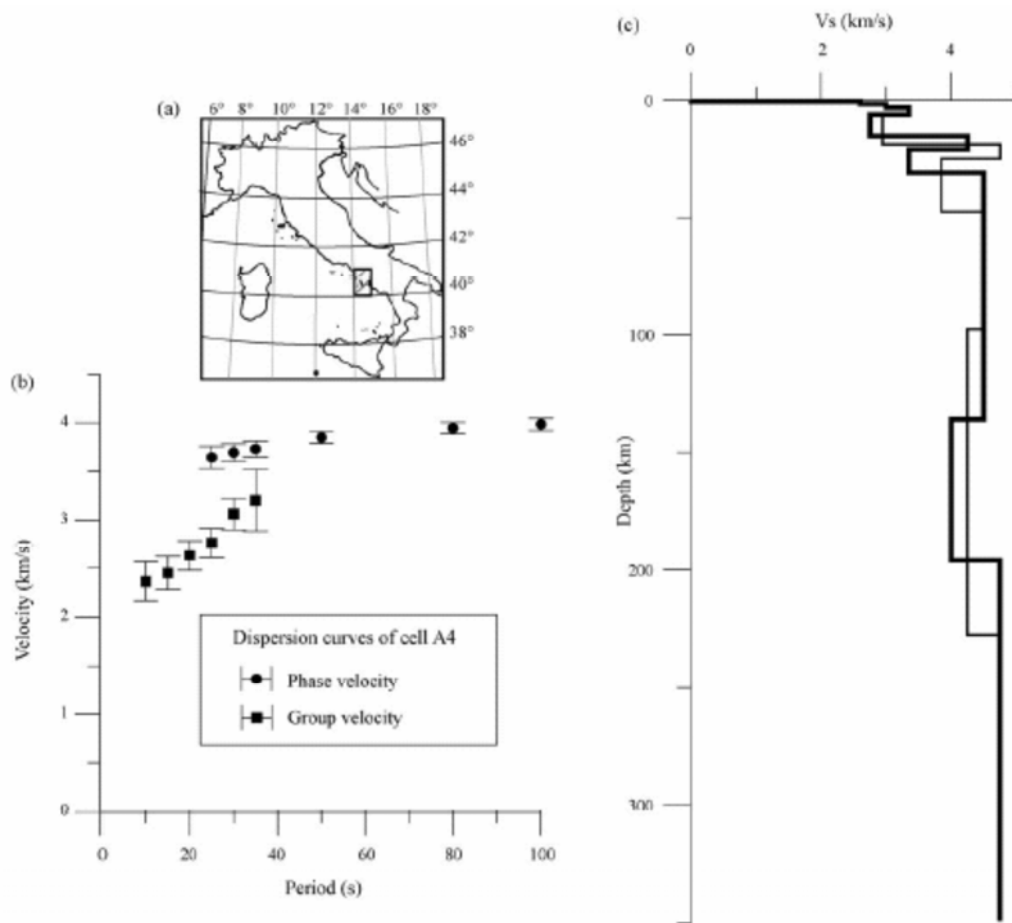 (a)
6° 8° 10° 12° 14° 16° 18°
46°
44°
42°
40°
38°
(b)
Velocity (km/s)
4
3
2
1
0
0 20 40 60 80 100
Period (s)
Dispersion curves of cell A4
Phase velocity
Group velocity
(c)
Vs (km/s)
0 2 4
Depth (km)
0
100
200
300